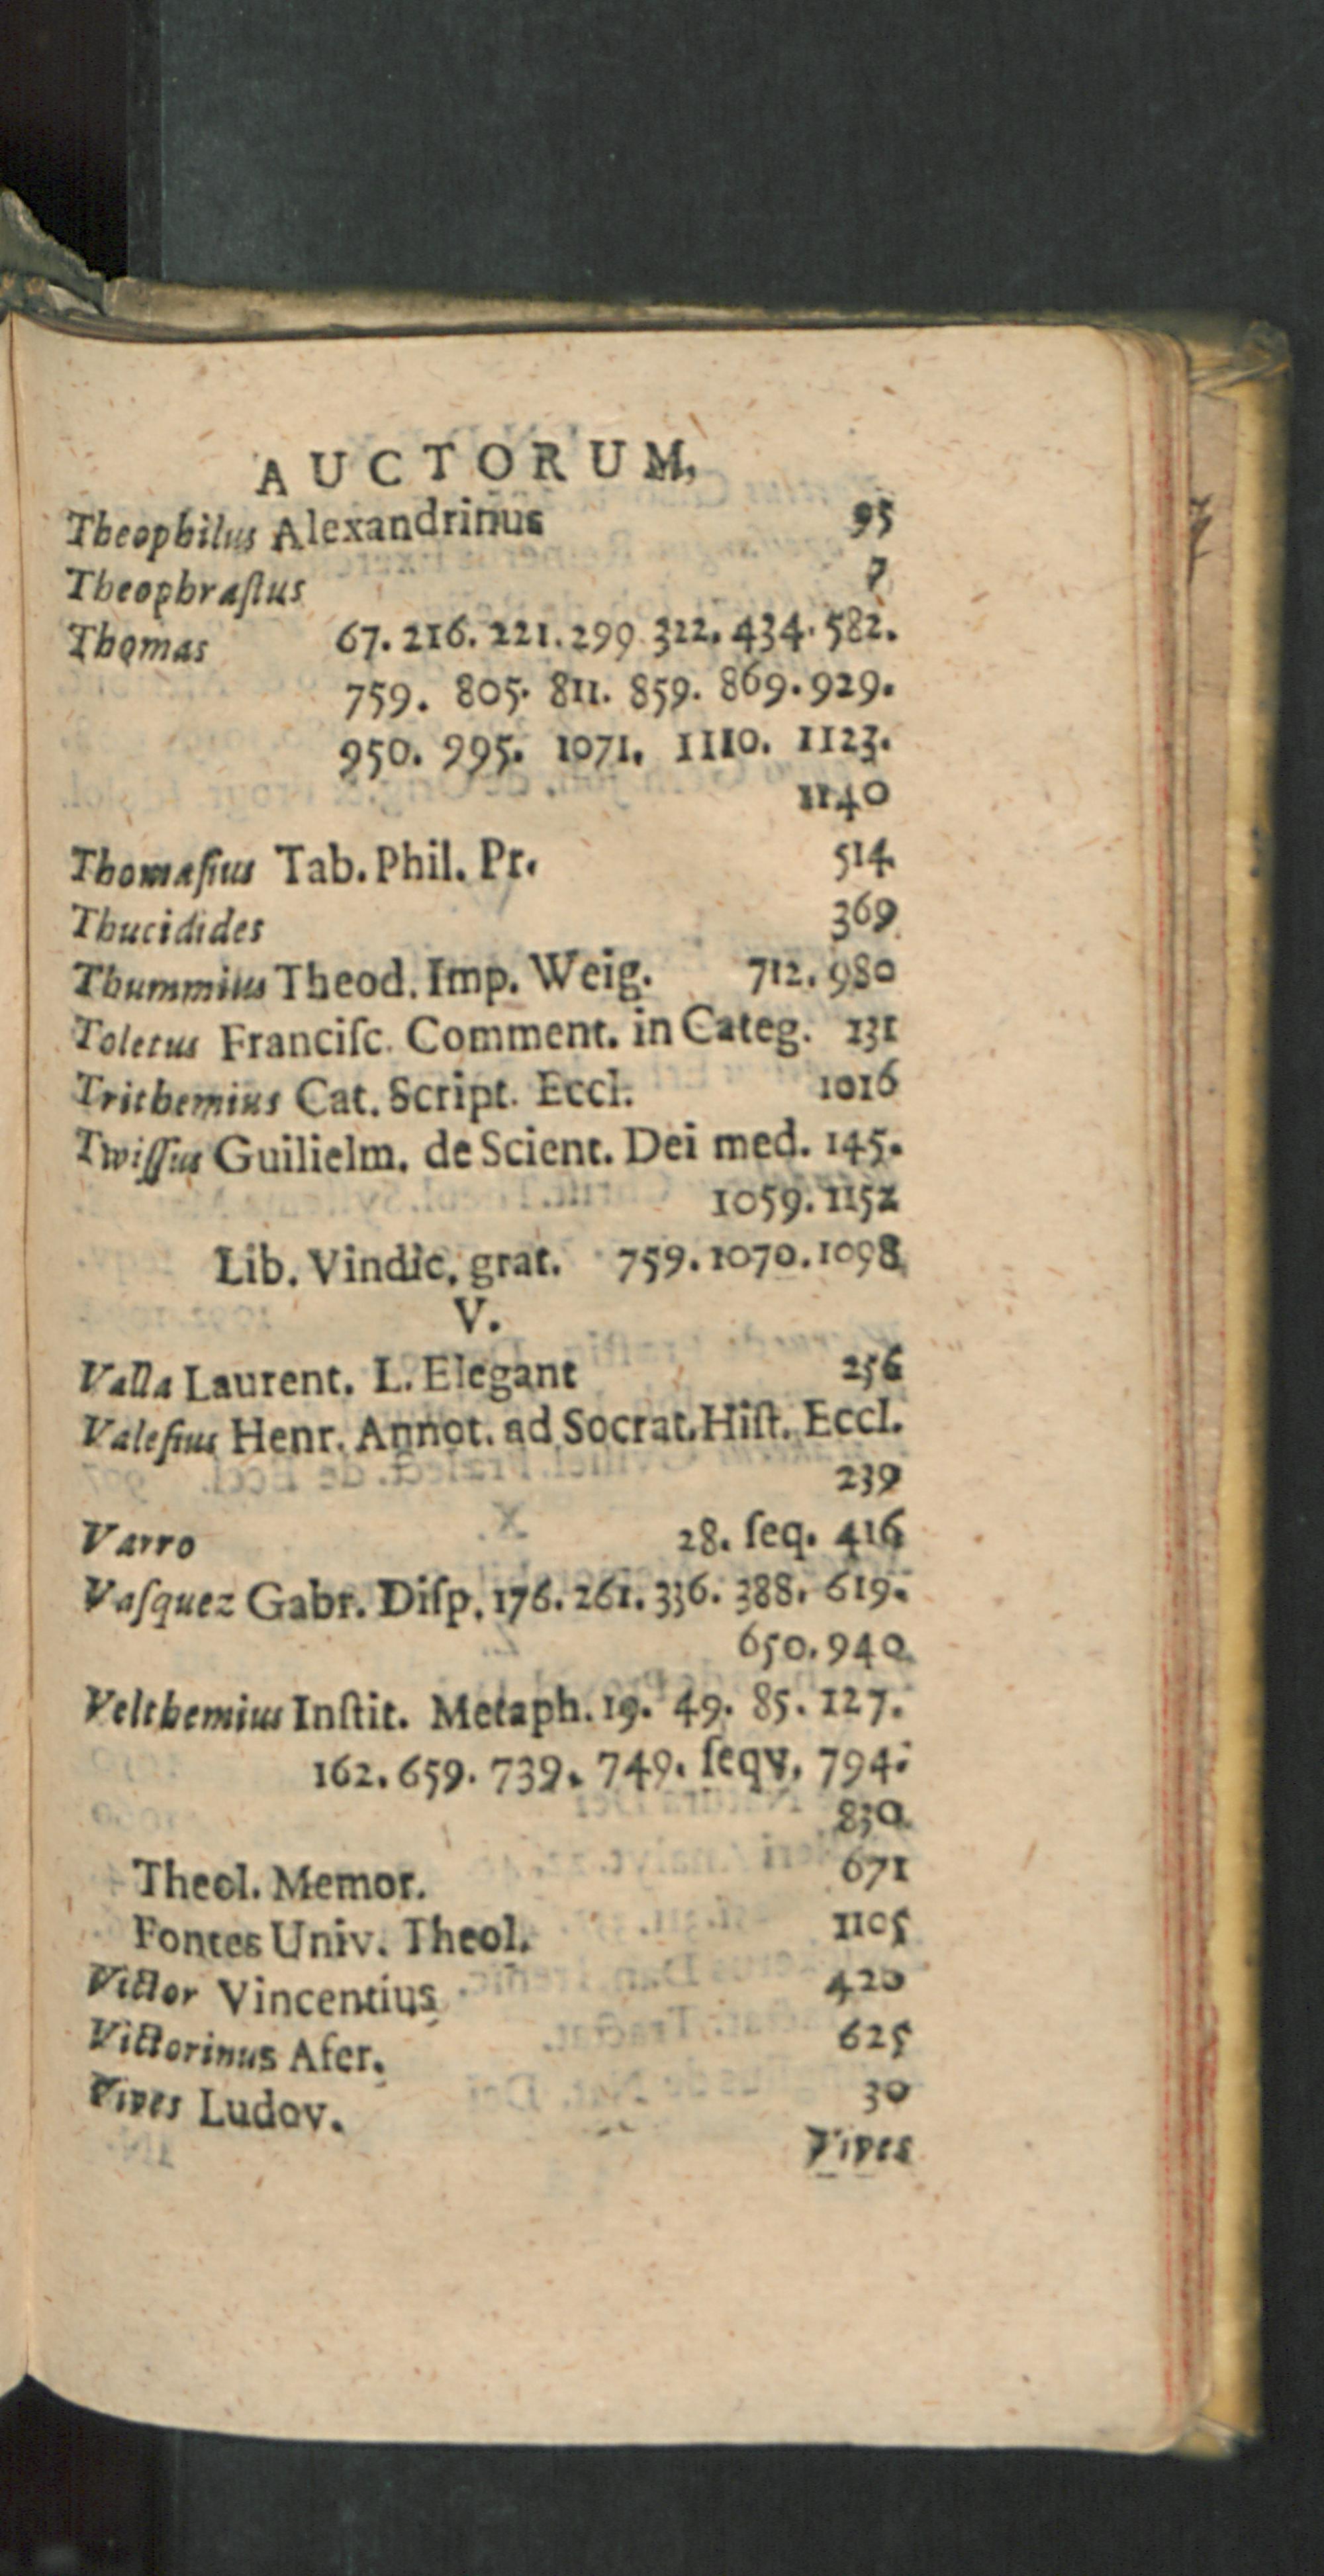 AUCTORUM,
Theophilus Alexandrinus 95
Theophraſtus 7
Thomas 67. 216. 221. 299 322. 434. 582.
759. 805. 811. 859. 869. 929.
950. 995. 1071. 1110. 1123.
1140
Thomaſius Tab. Phil. Pr. 514
Thucidides 369
Thummius Theod. Imp. Weig. 712. 980
Toletus Franciſc. Comment. in Categ. 131
Trithemius Cat. Script. Eccl. 1016
Twiſſus Guilielm. de Scient. Dei med. 145.
1059. 1152
Lib. Vindic. grat. 759. 1070. 1098
V.
Valla Laurent. L. Elegant 256
Valeſius Henr. Annot. ad Socrat. Hiſt. Eccl.
239
Varro 28. ſeq. 416
Vaſquez Gabr. Diſp. 176. 261. 336. 388. 619.
650. 940
Velthemius Inſtit. Metaph. 19. 49. 85. 127.
162. 659. 739. 749. ſeqv. 794.
830
Theol. Memor. 671
Fontes Univ. Theol. 1105
Victor Vincentius 420
Victorinus Afer. 625
Vives Ludov. 30
Vives